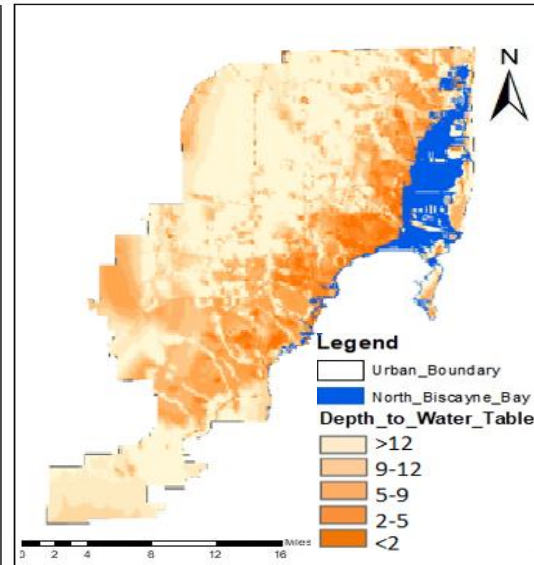 N
Legend
Urban_Boundary
North_Biscayne_Bay
Depth_to_Water_Table
>12
9-12
5-9
2-5
<2
Miles
0 2 4 8 12 16